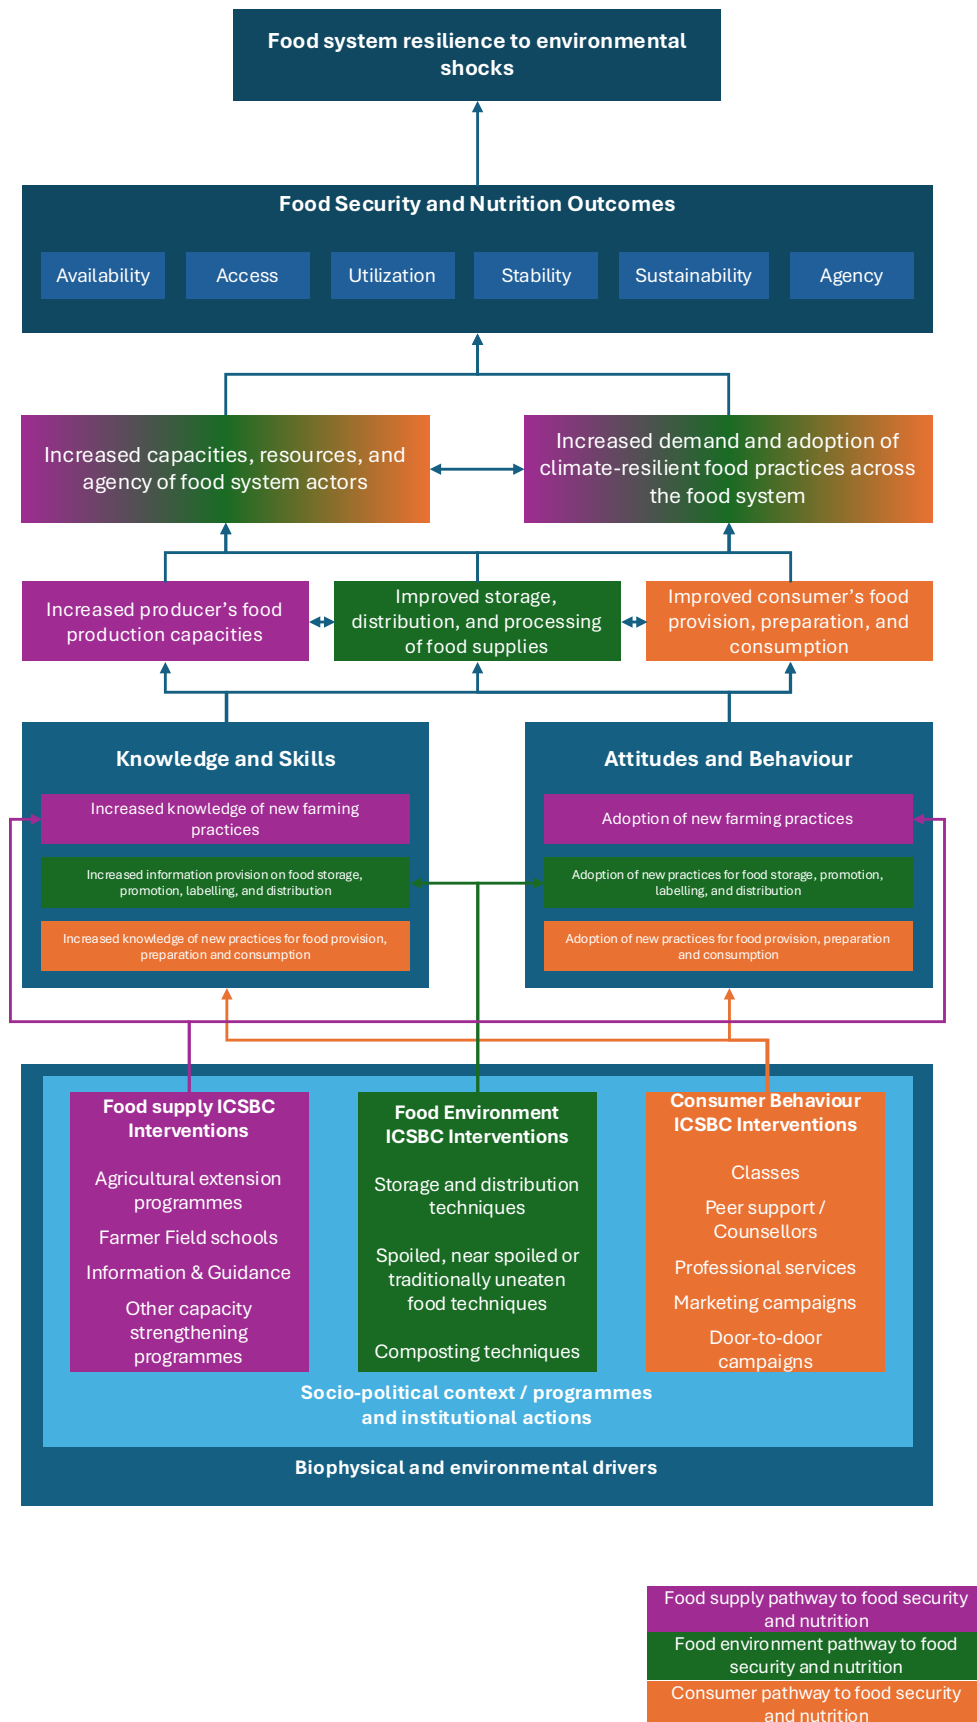 Food system resilience to environmental
shocks
Food Security and Nutrition Outcomes
Availability
Access
Utilization
Stability
Sustainability
Agency
Increased capacities, resources, and
agency of food system actors
Increased demand and adoption of
climate-resilient food practices across
the food system
Increased producer's food
production capacities
Improved storage,
distribution, and processing
of food supplies
Improved consumer's food
provision, preparation, and
consumption
Knowledge and Skills
Increased knowledge of new farming
practices
Increased information provision on food storage,
promotion, labelling, and distribution
Increased knowledge of new practices for food provision,
preparation and consumption
Attitudes and Behaviour
Adoption of new farming practices
Adoption of new practices for food storage, promotion,
labelling, and distribution
Adoption of new practices for food provision, preparation
and consumption
Food supply ICSBC
Interventions
Agricultural extension
programmes
Farmer Field schools
Information & Guidance
Other capacity
strengthening
programmes
Food Environment
ICSBC Interventions
Storage and distribution
techniques
Spoiled, near spoiled or
traditionally uneaten
food techniques
Composting techniques
Consumer Behaviour
ICSBC Interventions
Classes
Peer support /
Counsellors
Professional services
Marketing campaigns
Door-to-door
campaigns
Socio-political context / programmes
and institutional actions
Biophysical and environmental drivers
Food supply pathway to food security
and nutrition
Food environment pathway to food
security and nutrition
Consumer pathway to food security
and nutrition